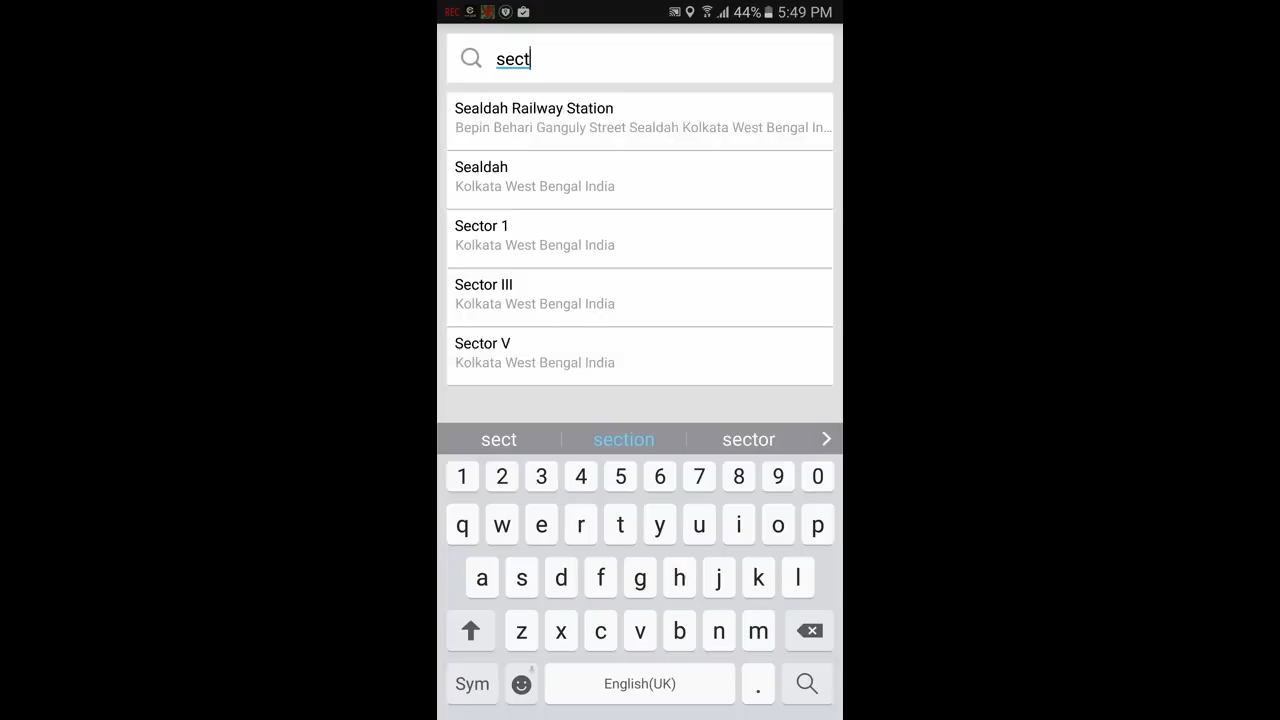 REC 44% 5:49 PM
sect
Sealdah Railway Station
Bepin Behari Ganguly Street Sealdah Kolkata West Bengal In...
Sealdah
Kolkata West Bengal India
Sector 1
Kolkata West Bengal India
Sector III
Kolkata West Bengal India
Sector V
Kolkata West Bengal India
sect section sector
1 2 3 4 5 6 7 8 9 0
q w e r t y u i o p
a s d f g h j k l
z x c v b n m
Sym English(UK) .